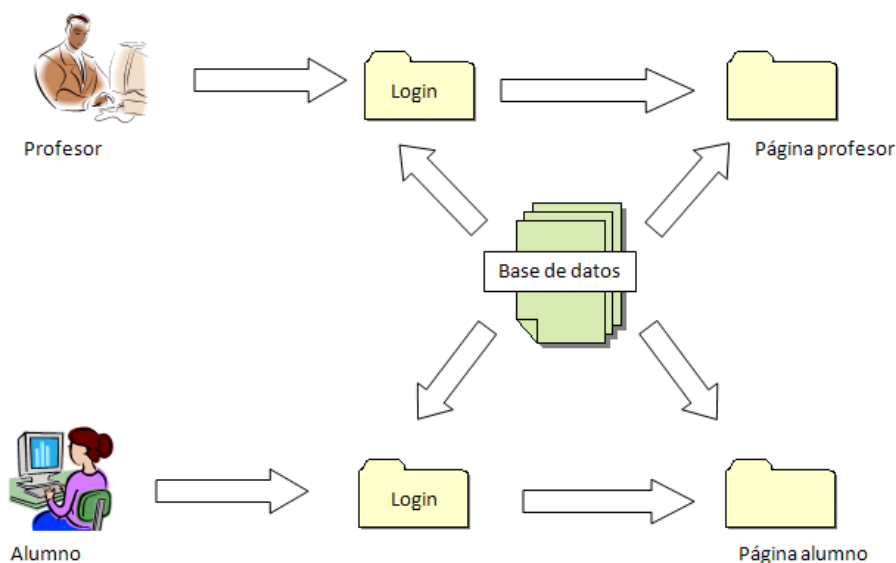 Login
Profesor
Página profesor
Base de datos
Login
Alumno
Página alumno